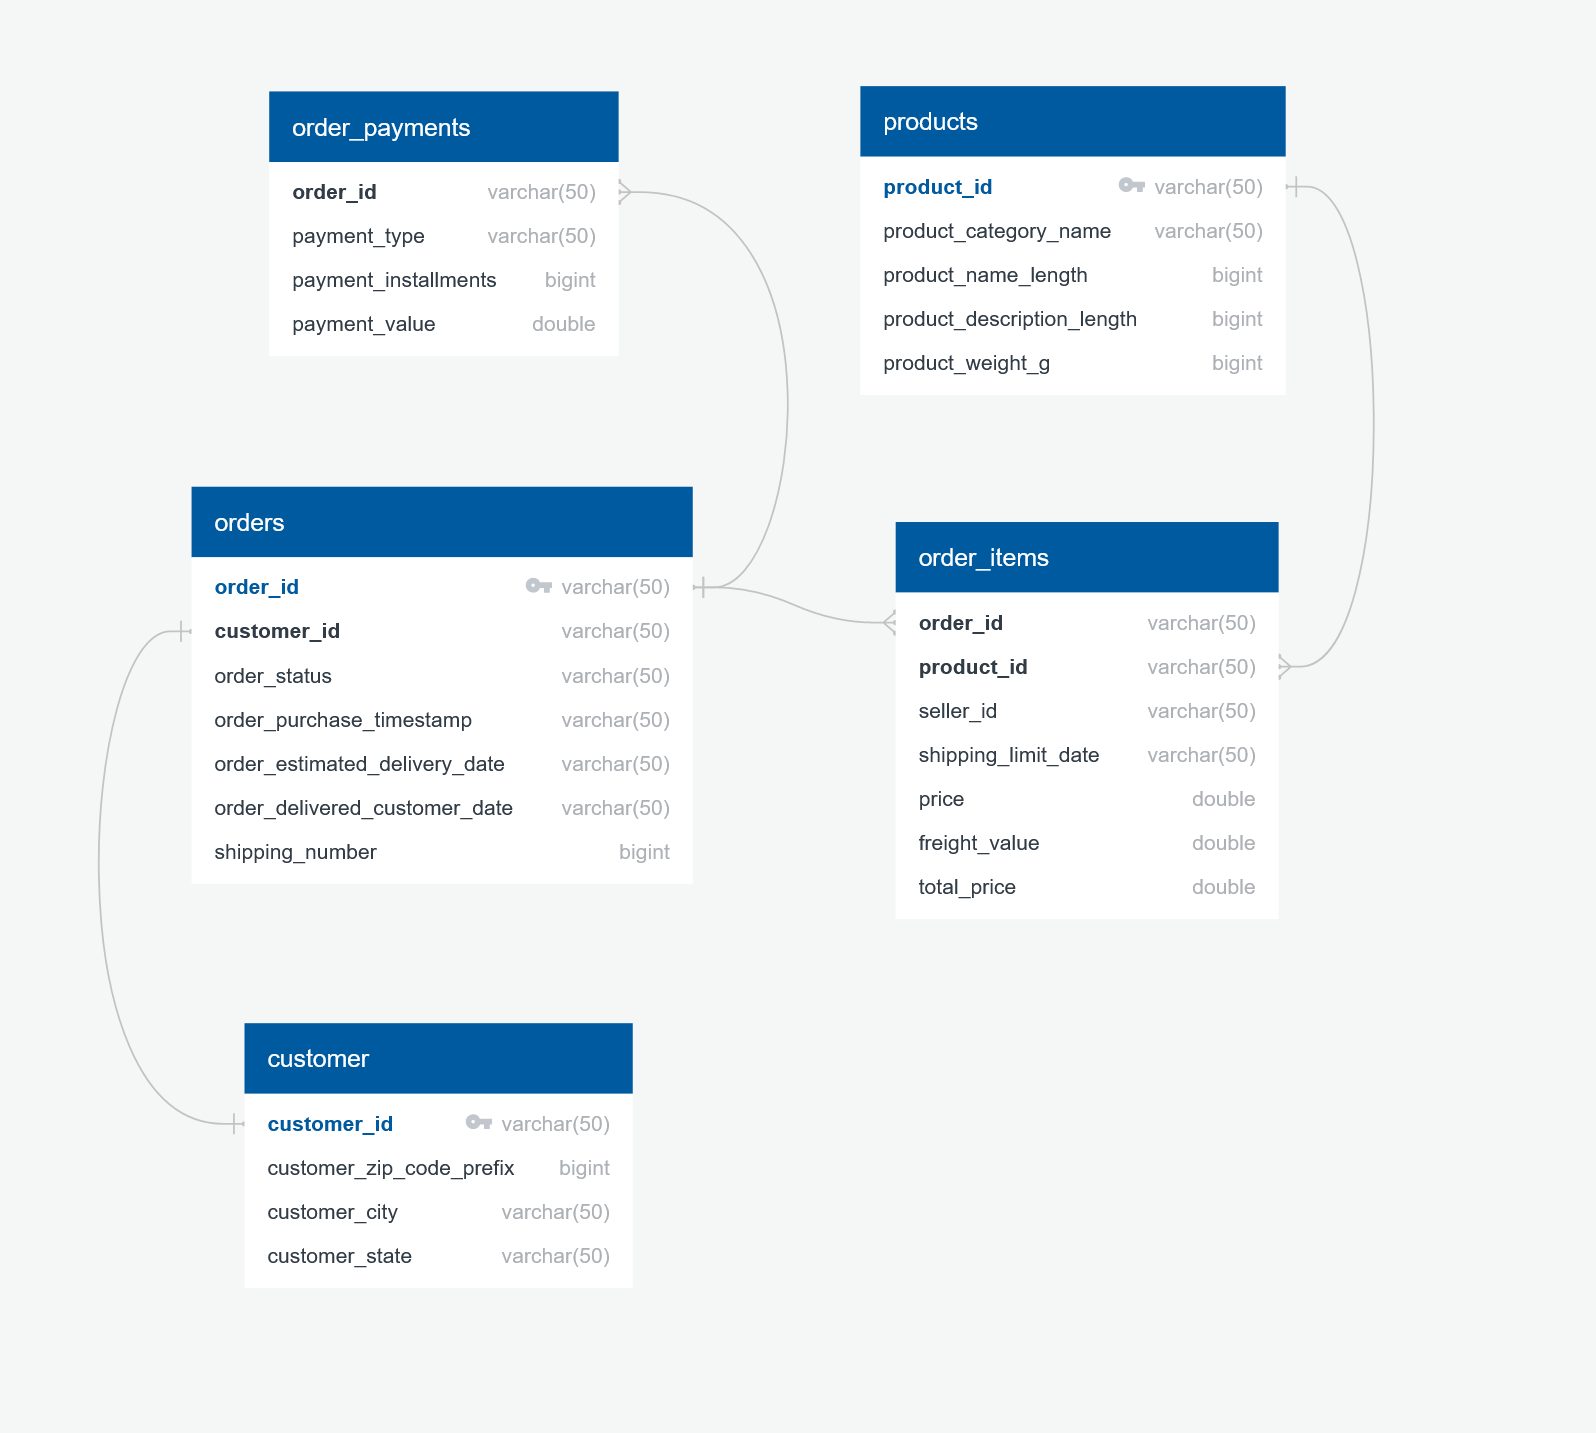 order_payments
order_id varchar(50)
payment_type varchar(50)
payment_installments bigint
payment_value double
products
product_id varchar(50)
product_category_name varchar(50)
product_name_length bigint
product_description_length bigint
product_weight_g bigint
orders
order_id varchar(50)
customer_id varchar(50)
order_status varchar(50)
order_purchase_timestamp varchar(50)
order_estimated_delivery_date varchar(50)
order_delivered_customer_date varchar(50)
shipping_number bigint
order_items
order_id varchar(50)
product_id varchar(50)
seller_id varchar(50)
shipping_limit_date varchar(50)
price double
freight_value double
total_price double
customer
customer_id varchar(50)
customer_zip_code_prefix bigint
customer_city varchar(50)
customer_state varchar(50)